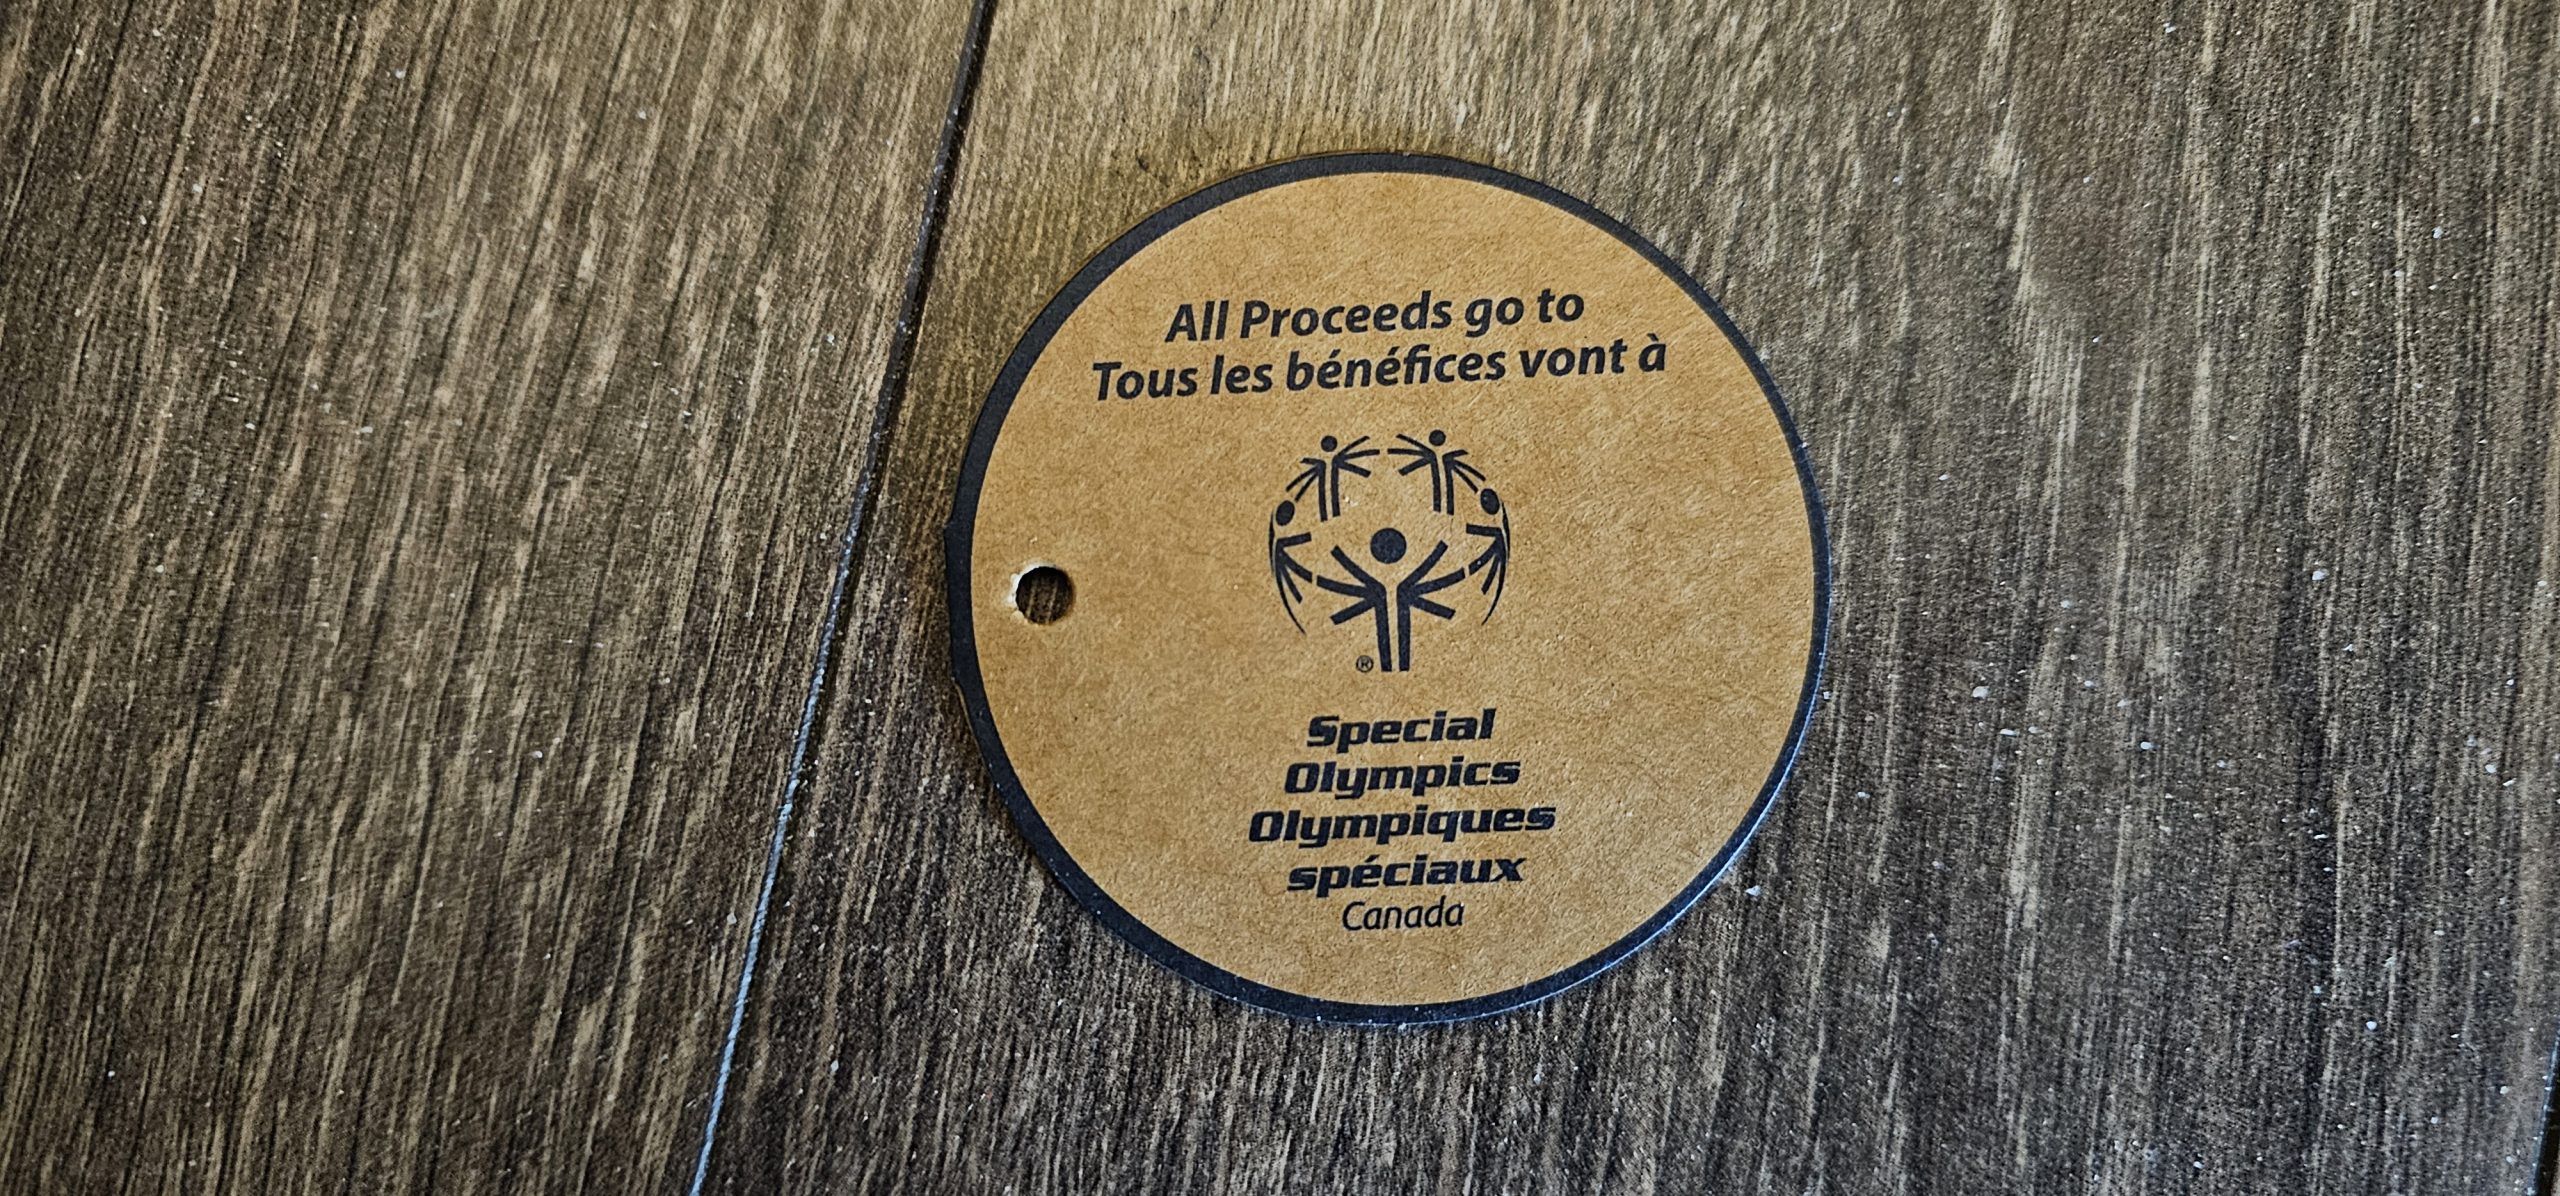 All Proceeds go to
Tous les bénéfices vont à
®
Special
Olympics
Olympiques
spéciaux
Canada